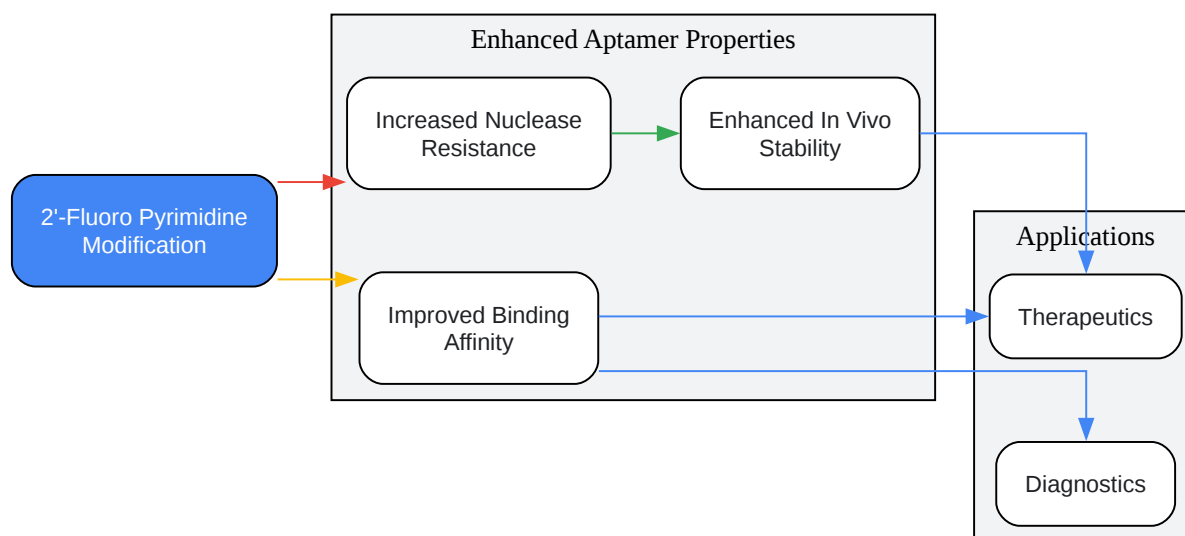 Enhanced Aptamer Properties
Increased Nuclease
Resistance
Enhanced In Vivo
Stability
2'-Fluoro Pyrimidine
Modification
Improved Binding
Affinity
Applications
Therapeutics
Diagnostics